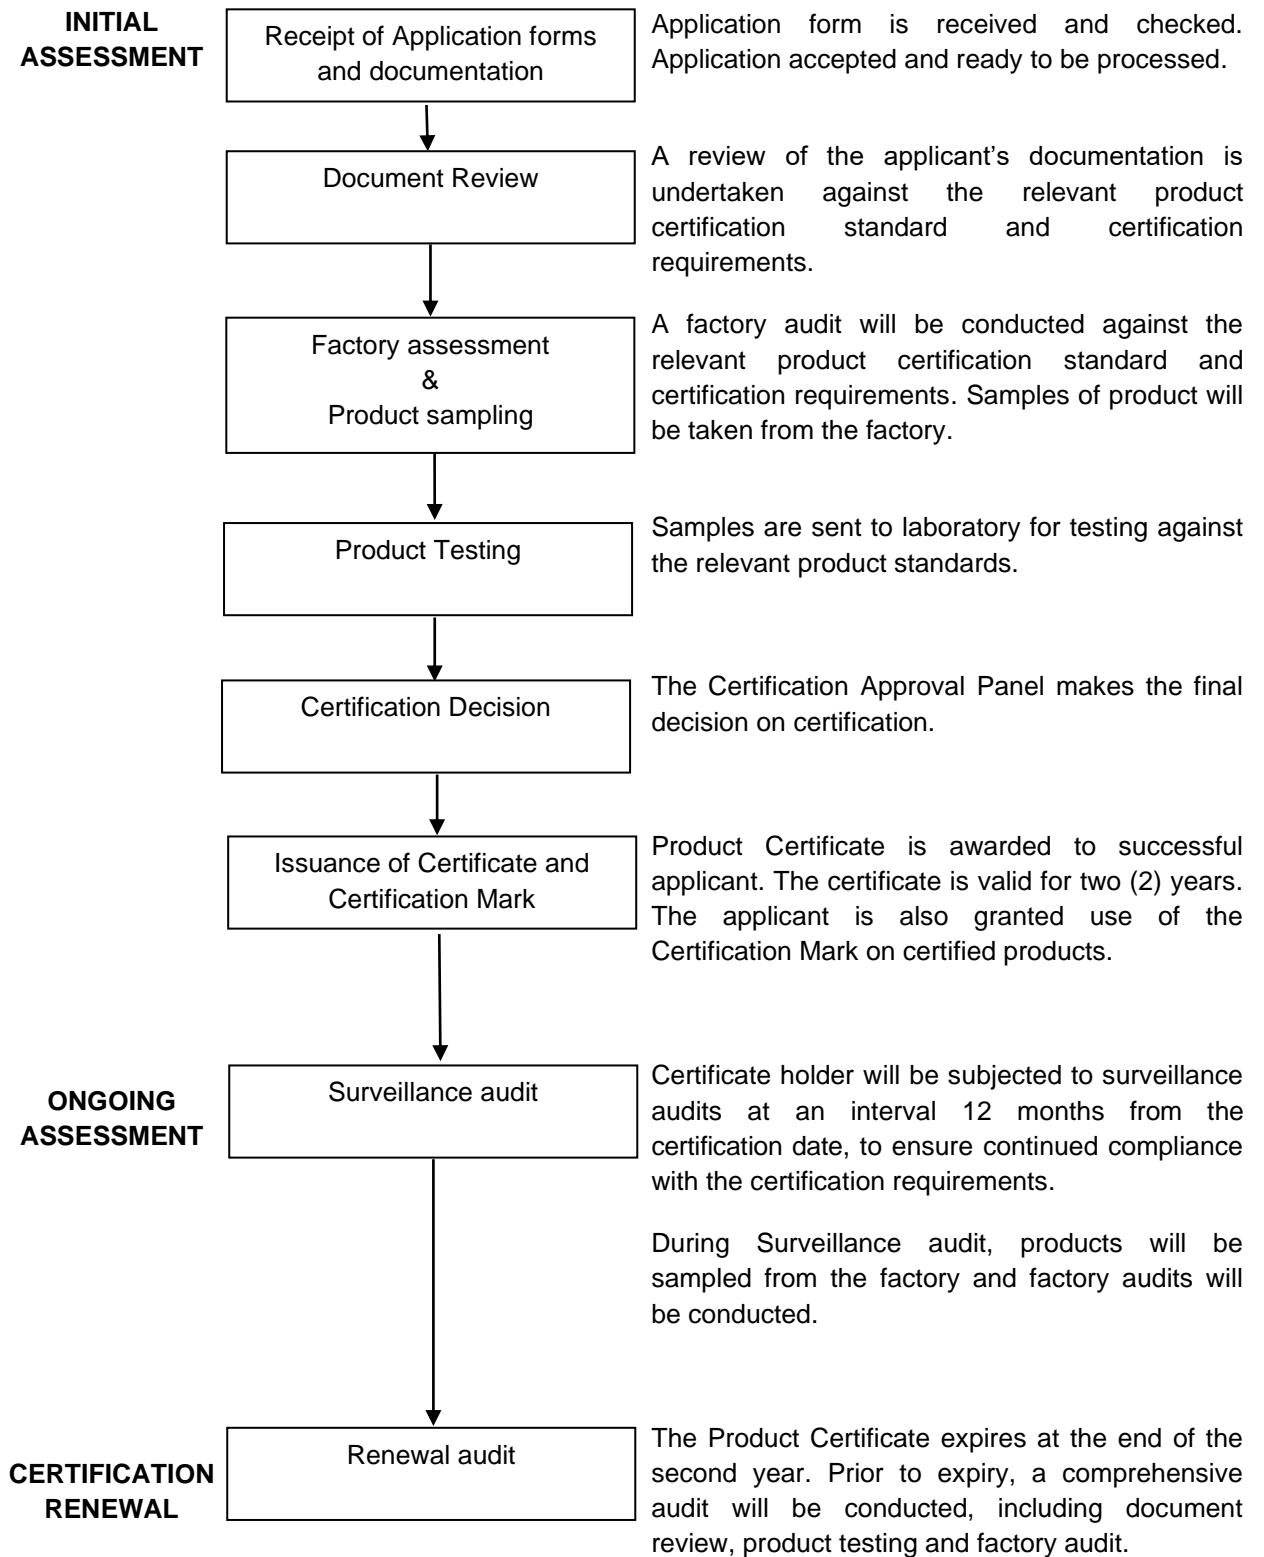 INITIAL
ASSESSMENT
Receipt of Application forms
and documentation
Application form is received and checked.
Application accepted and ready to be processed.
Document Review
A review of the applicant’s documentation is
undertaken against the relevant product
certification standard and certification
requirements.
Factory assessment
&
Product sampling
A factory audit will be conducted against the
relevant product certification standard and
certification requirements. Samples of product will
be taken from the factory.
Product Testing
Samples are sent to laboratory for testing against
the relevant product standards.
Certification Decision
The Certification Approval Panel makes the final
decision on certification.
Issuance of Certificate and
Certification Mark
Product Certificate is awarded to successful
applicant. The certificate is valid for two (2) years.
The applicant is also granted use of the
Certification Mark on certified products.
ONGOING
ASSESSMENT
Surveillance audit
Certificate holder will be subjected to surveillance
audits at an interval 12 months from the
certification date, to ensure continued compliance
with the certification requirements.
During Surveillance audit, products will be
sampled from the factory and factory audits will
be conducted.
CERTIFICATION
RENEWAL
Renewal audit
The Product Certificate expires at the end of the
second year. Prior to expiry, a comprehensive
audit will be conducted, including document
review, product testing and factory audit.